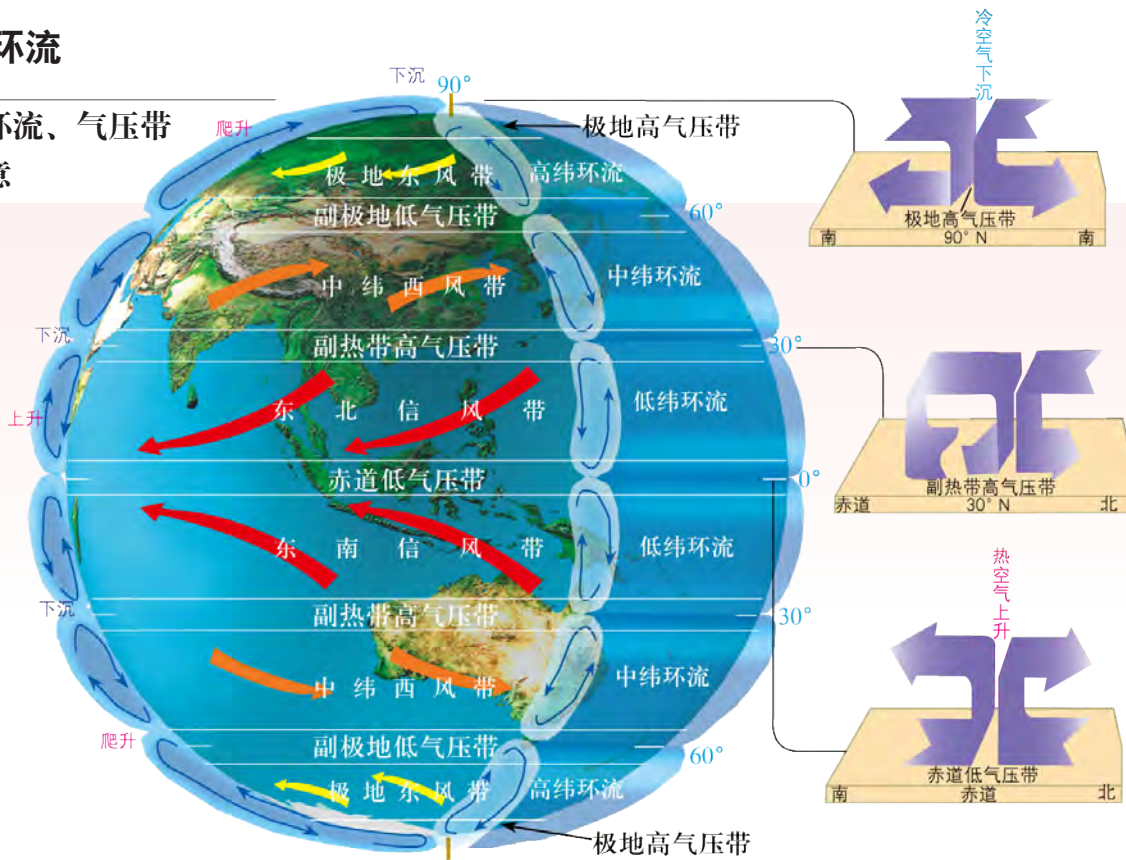 环流
环流、气压带
意
下沉
90°
爬升
极地高气压带
极地东风带
高纬环流
副极地低气压带
60°
中纬西风带
中纬环流
下沉
副热带高气压带
30°
东北信风带
低纬环流
上升
赤道低气压带
0°
东南信风带
低纬环流
下沉
副热带高气压带
30°
中纬西风带
中纬环流
爬升
副极地低气压带
60°
极地东风带
高纬环流
极地高气压带
冷空气下沉
极地高气压带
南 90° N 南
副热带高气压带
赤道 30° N 北
热空气上升
赤道低气压带
南 赤道 北